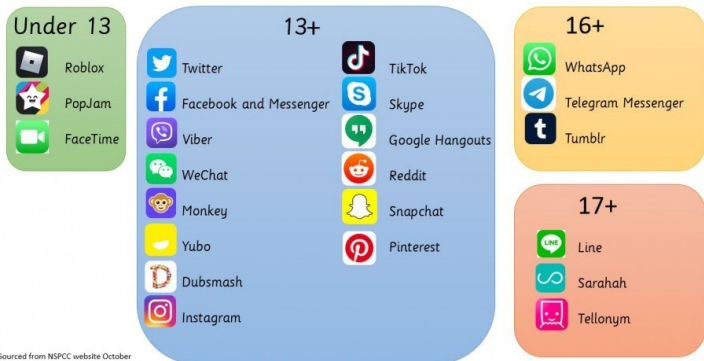 Under 13
Roblox
PopJam
FaceTime
13+
Twitter
Facebook and Messenger
Viber
WeChat
Monkey
Yubo
Dubsmash
Instagram
TikTok
Skype
Google Hangouts
Reddit
Snapchat
Pinterest
16+
WhatsApp
Telegram Messenger
t
Tumblr
17+
LINE
Line
Sarahah
Tellonym
Sourced from NSPCC website October